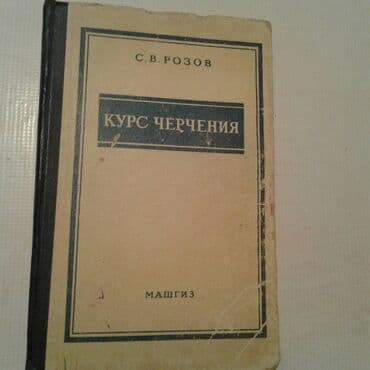 С. В. РОЗОВ
КУРС ЧЕРЧЕНИЯ
МАШГИЗ